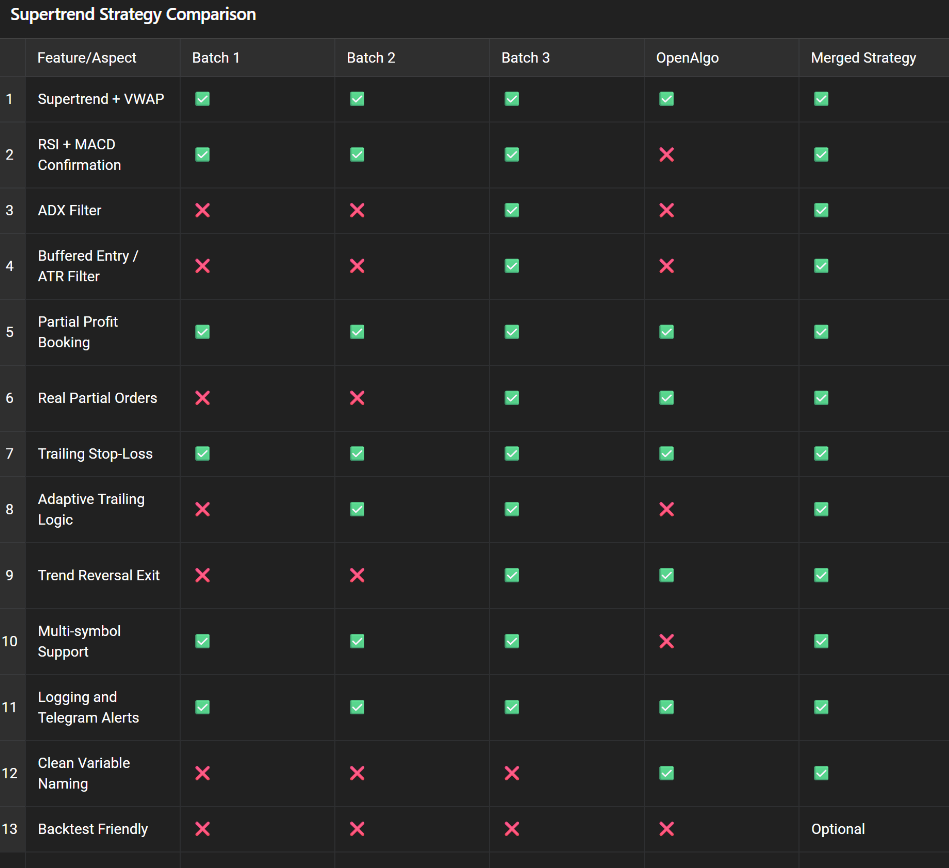 Supertrend Strategy Comparison
Feature/Aspect Batch 1 Batch 2 Batch 3 OpenAlgo Merged Strategy
1 Supertrend + VWAP ✅ ✅ ✅ ✅ ✅
2 RSI + MACD
Confirmation ✅ ✅ ✅ ❌ ✅
3 ADX Filter ❌ ❌ ✅ ❌ ✅
4 Buffered Entry /
ATR Filter ❌ ❌ ✅ ❌ ✅
5 Partial Profit
Booking ✅ ✅ ✅ ✅ ✅
6 Real Partial Orders ❌ ❌ ✅ ✅ ✅
7 Trailing Stop-Loss ✅ ✅ ✅ ✅ ✅
8 Adaptive Trailing
Logic ❌ ✅ ✅ ❌ ✅
9 Trend Reversal Exit ❌ ❌ ✅ ✅ ✅
10 Multi-symbol
Support ✅ ✅ ✅ ❌ ✅
11 Logging and
Telegram Alerts ✅ ✅ ✅ ✅ ✅
12 Clean Variable
Naming ❌ ❌ ❌ ✅ ✅
13 Backtest Friendly ❌ ❌ ❌ ❌ Optional